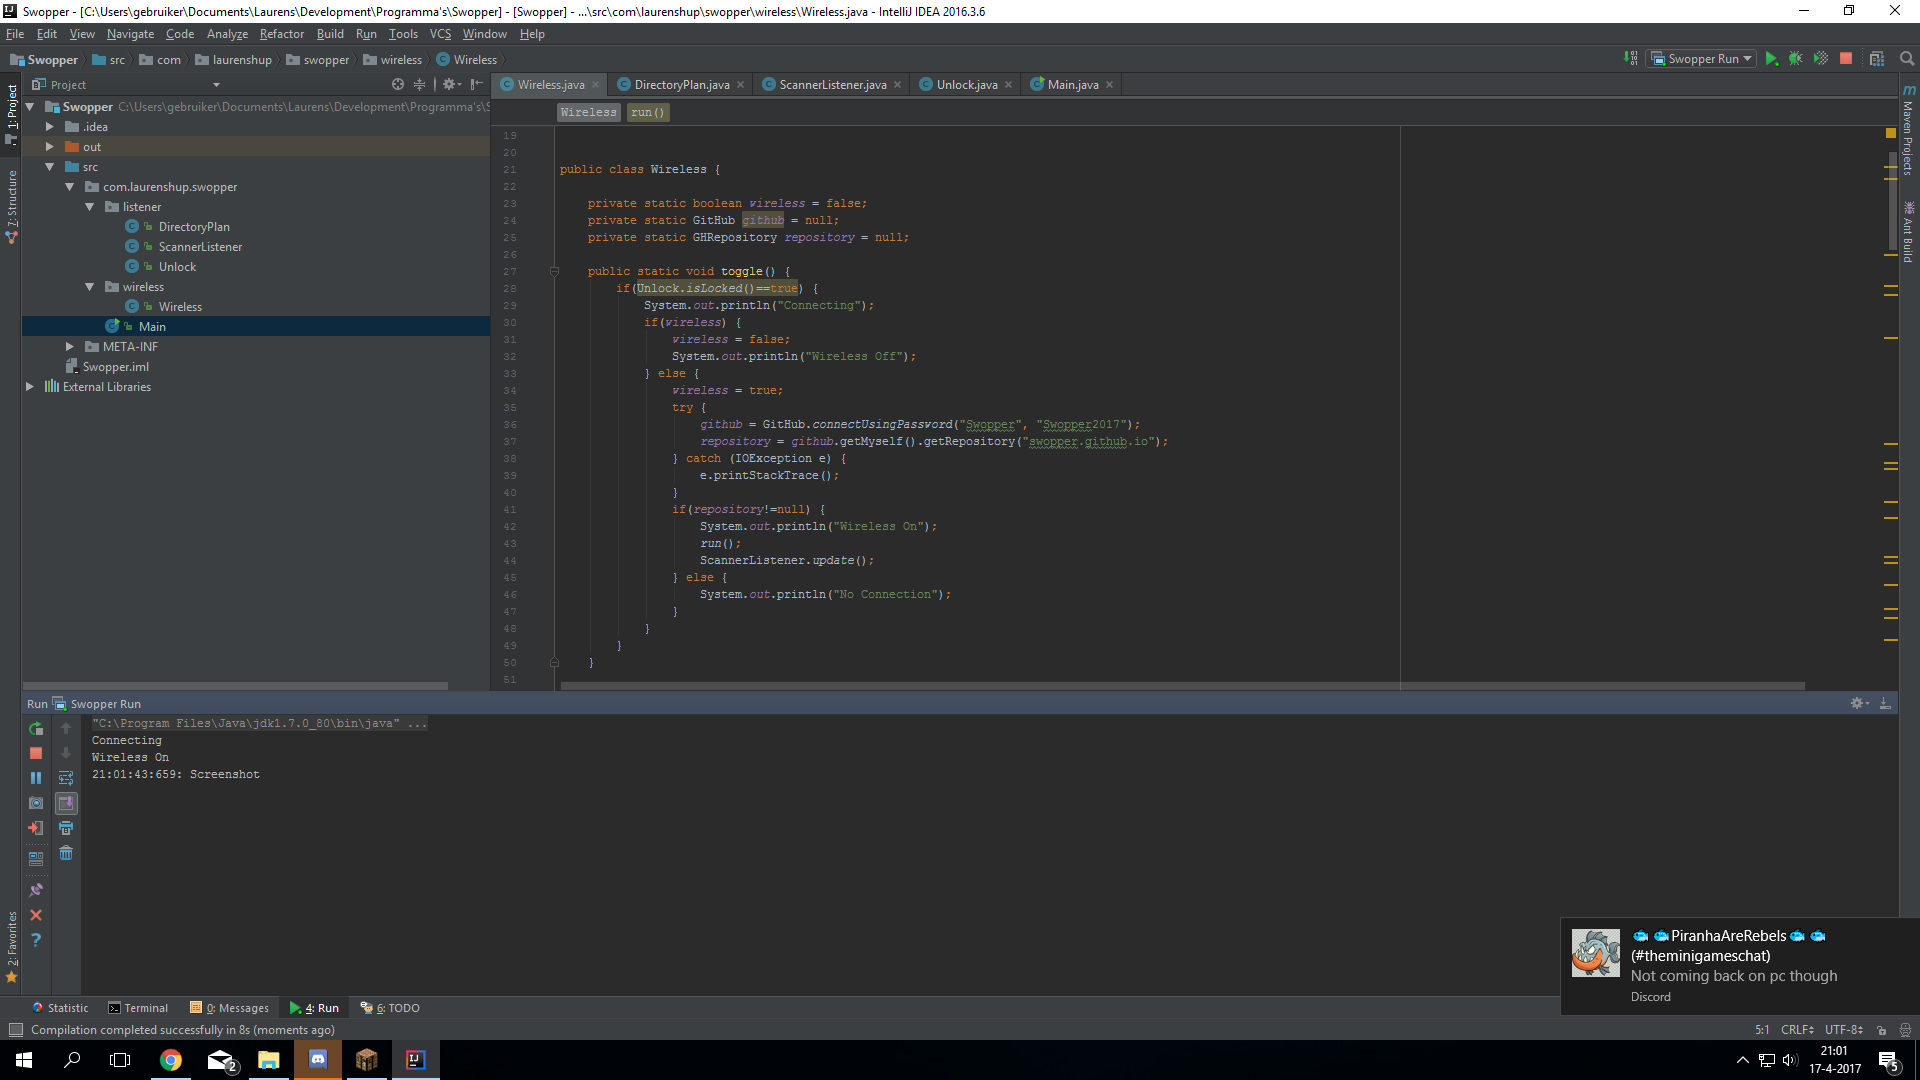 Swopper - [C:\Users\gebruiker\Documents\Laurens\Development\Programma's\Swopper] - [Swopper] - ...\src\com\laurenshup\swopper\wireless\Wireless.java - IntelliJ IDEA 2016.3.6
File Edit View Navigate Code Analyze Refactor Build Run Tools VCS Window Help
Swopper src com laurenshup swopper wireless Wireless
Swopper Run
Project
Wireless.java DirectoryPlan.java ScannerListener.java Unlock.java Main.java
1: Project
7: Structure
2: Favorites
Swopper C:\Users\gebruiker\Documents\Laurens\Development\Programma's\S
.idea
out
src
com.laurenshup.swopper
listener
DirectoryPlan
ScannerListener
Unlock
wireless
Wireless
Main
META-INF
Swopper.iml
External Libraries
Wireless run()
19
20
21 public class Wireless {
22
23 private static boolean wireless = false;
24 private static GitHub github = null;
25 private static GHRepository repository = null;
26
27 public static void toggle() {
28 if(Unlock.isLocked()==true) {
29 System.out.println("Connecting");
30 if(wireless) {
31 wireless = false;
32 System.out.println("Wireless Off");
33 } else {
34 wireless = true;
35 try {
36 github = GitHub.connectUsingPassword("Swopper", "Swopper2017");
37 repository = github.getMyself().getRepository("swopper.github.io");
38 } catch (IOException e) {
39 e.printStackTrace();
40 }
41 if(repository!=null) {
42 System.out.println("Wireless On");
43 run();
44 ScannerListener.update();
45 } else {
46 System.out.println("No Connection");
47 }
48 }
49 }
50 }
51
Maven Projects
Ant Build
Run Swopper Run
"C:\Program Files\Java\jdk1.7.0_80\bin\java" ...
Connecting
Wireless On
21:01:43:659: Screenshot
PiranhaAreRebels
(#theminigameschat)
Not coming back on pc though
Discord
Statistic Terminal 0: Messages 4: Run 6: TODO
Compilation completed successfully in 8s (moments ago)
5:1 CRLF UTF-8
2
21:01
17-4-2017
5